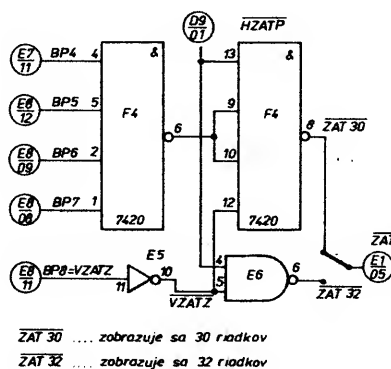 D9
01
HZATP
E7
11
BP4
4
&
13
&
E8
12
BP5
5
F4
9
F4
6
8
ZAT 30
E8
09
BP6
2
10
E8
08
BP7
1
12
7420
7420
ZAT
E5
E8
11
BP8=VZATZ
11
10
4
5
E6
6
E1
05
VZATZ
ZAT 32
ZAT 30 .... zobrazuje sa 30 riadkov
ZAT 32 .... zobrazuje sa 32 riadkov